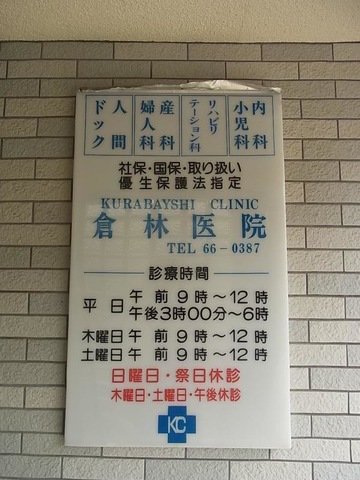 内科
小児科
リハビリテーション科
産科
婦人科
人間ドック
社保・国保・取り扱い
優生保護法指定
KURABAYSHI CLINIC
倉林医院
TEL 66-0387
診療時間
平日 午前9時〜12時
午後3時00分〜6時
木曜日 午前9時〜12時
土曜日 午前9時〜12時
日曜日・祭日休診
木曜日・土曜日・午後休診
KC